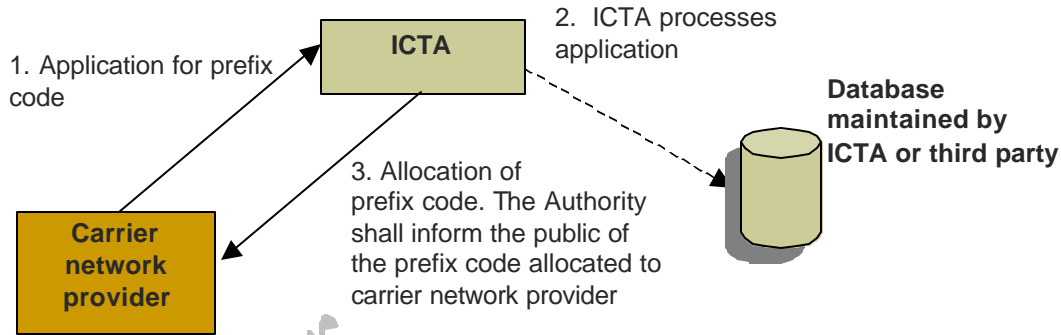 2. ICTA processes
application
ICTA
1. Application for prefix
code
Database
maintained by
ICTA or third party
3. Allocation of
prefix code. The Authority
shall inform the public of
the prefix code allocated to
carrier network provider
Carrier
network
provider